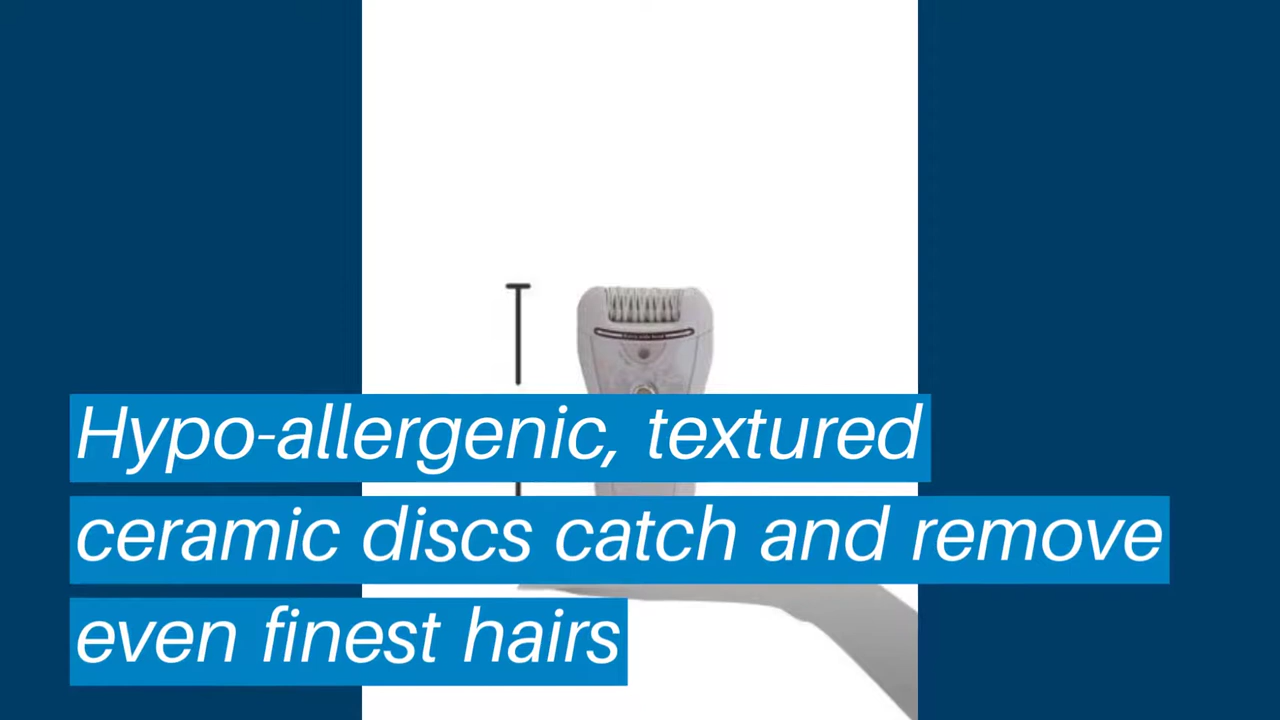 Hypo-allergenic, textured
ceramic discs catch and remove
even finest hairs